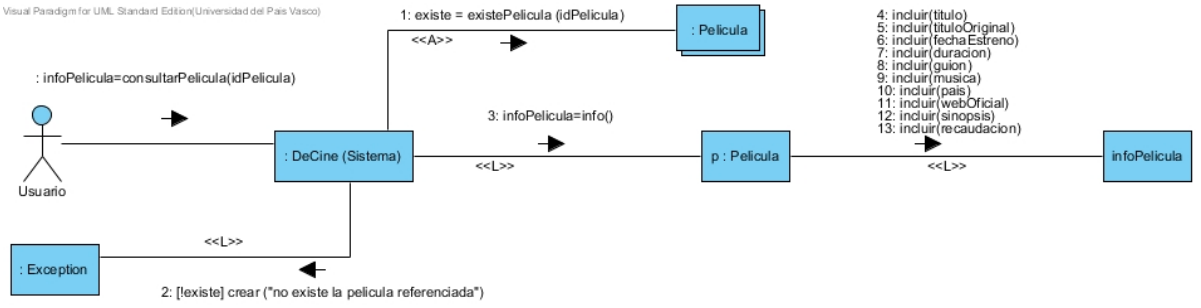 Visual Paradigm for UML Standard Edition(Universidad del Pais Vasco)
1: existe = existePelicula (idPelicula)
<<A>>
: Pelicula
4: incluir(titulo)
5: incluir(tituloOriginal)
6: incluir(fechaEstreno)
7: incluir(duracion)
8: incluir(guion)
9: incluir(musica)
10: incluir(pais)
11: incluir(webOficial)
12: incluir(sinopsis)
13: incluir(recaudacion)
: infoPelicula=consultarPelicula(idPelicula)
3: infoPelicula=info()
: DeCine (Sistema)
<<L>>
p : Pelicula
<<L>>
infoPelicula
Usuario
<<L>>
: Exception
2: [!existe] crear ("no existe la pelicula referenciada")